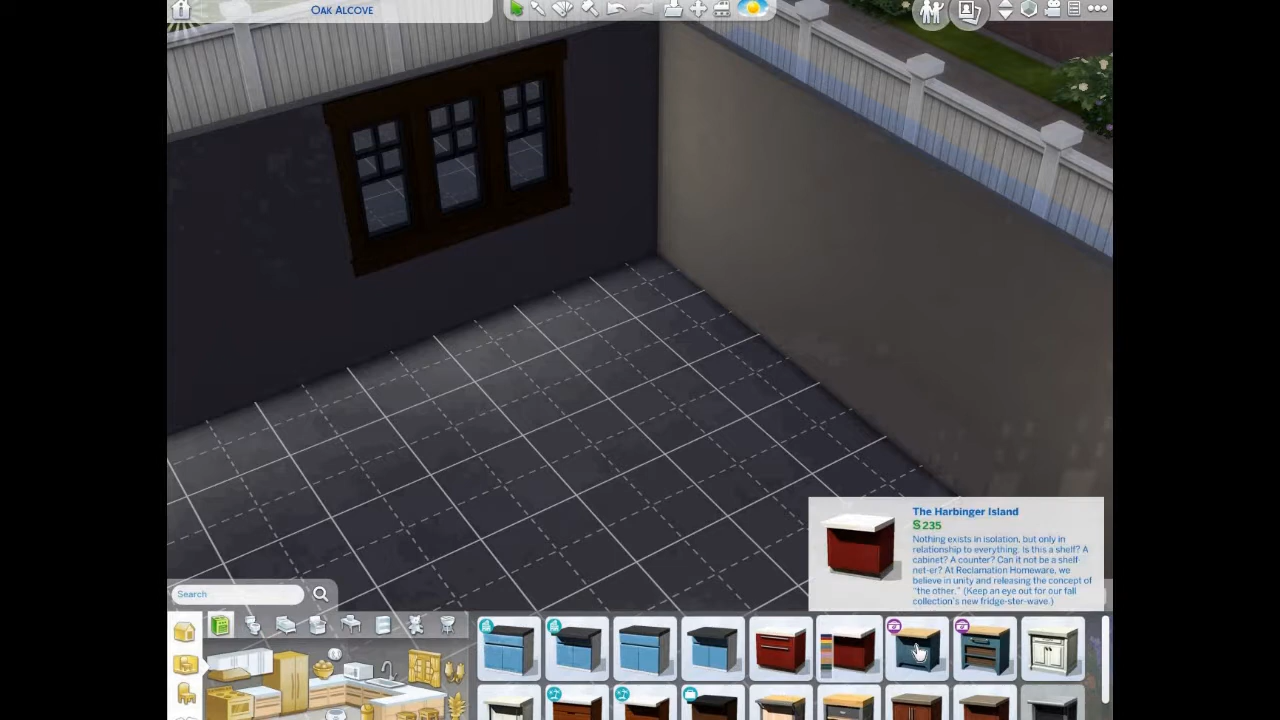 OAK ALCOVE
The Harbinger Island
§235
Nothing exists in isolation, but only in
relationship to everything. Is this a shelf? A
cabinet? A counter? Can it not be a shelf-
net-er? At Reclamation Homeware, we
believe in unity and releasing the concept of
"the other." (Keep an eye out for our fall
collection's new fridge-ster-wave.)
Search